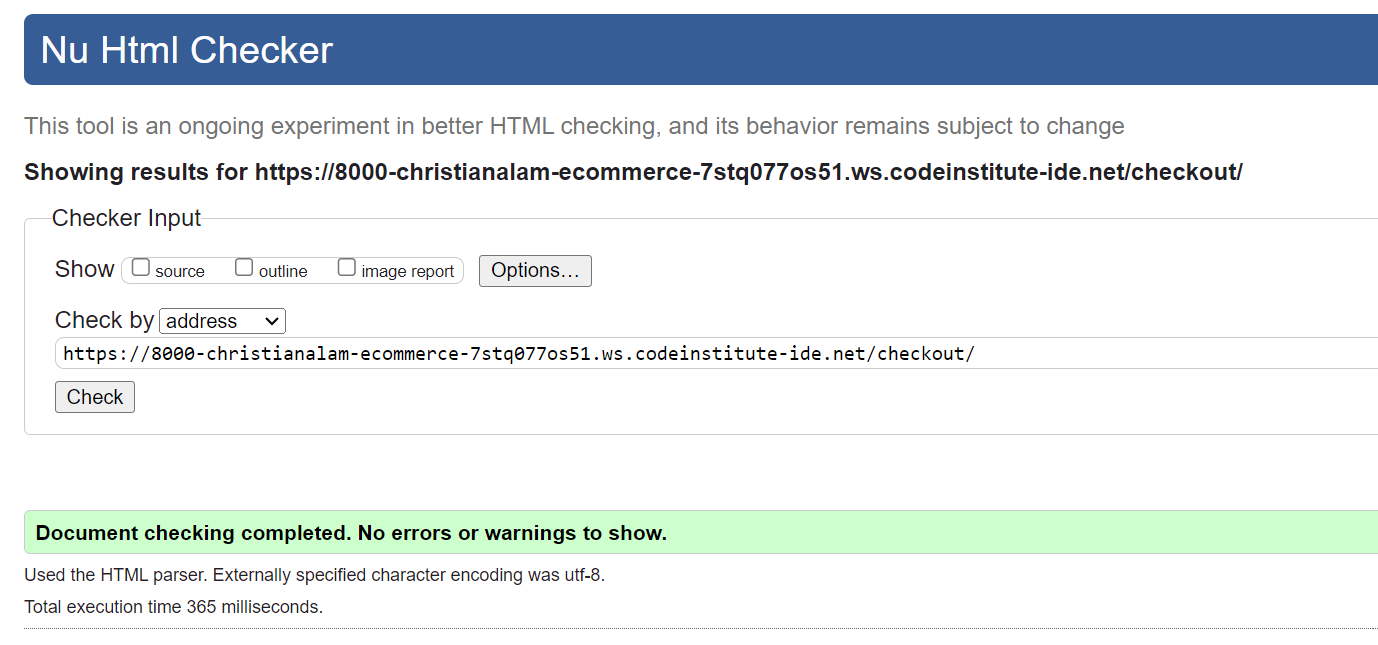 Nu Html Checker
This tool is an ongoing experiment in better HTML checking, and its behavior remains subject to change
Showing results for https://8000-christianalam-ecommerce-7stq077os51.ws.codeinstitute-ide.net/checkout/
Checker Input
Show source outline image report Options…
Check by address
https://8000-christianalam-ecommerce-7stq077os51.ws.codeinstitute-ide.net/checkout/
Check
Document checking completed. No errors or warnings to show.
Used the HTML parser. Externally specified character encoding was utf-8.
Total execution time 365 milliseconds.